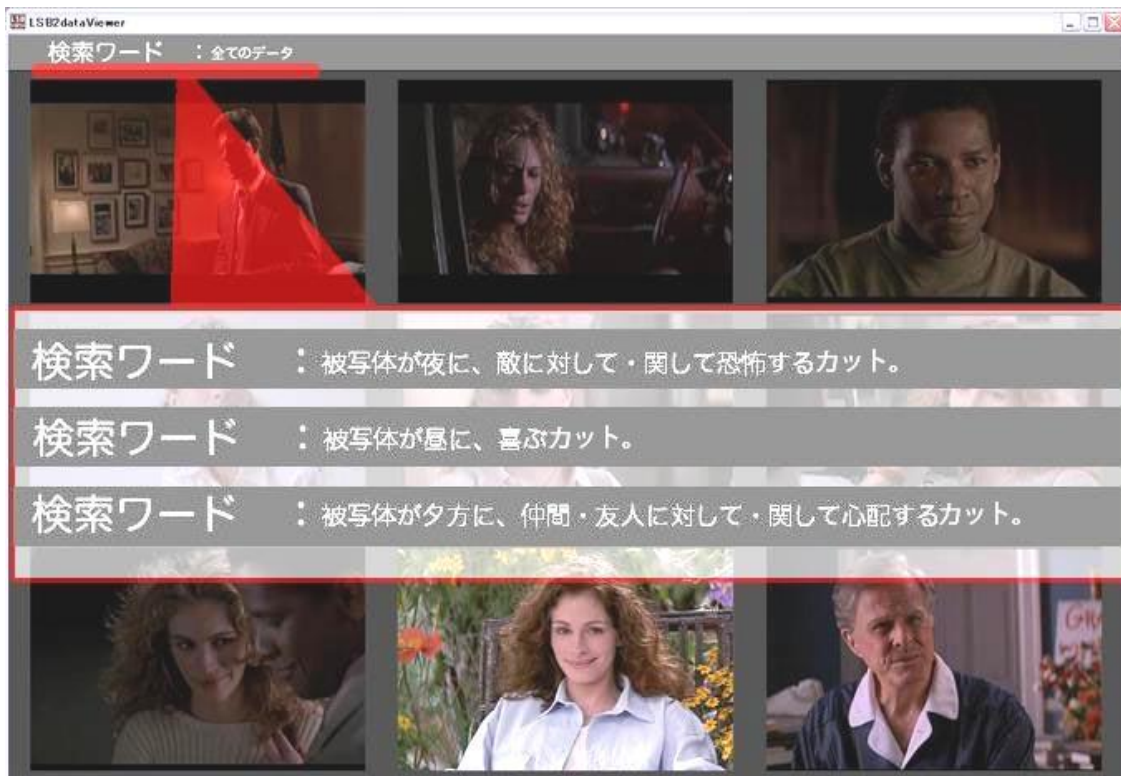 LSB2dataViewer
検索ワード ：全てのデータ
検索ワード ：被写体が夜に、敵に対して・関して恐怖するカット。
検索ワード ：被写体が昼に、喜ぶカット。
検索ワード ：被写体が夕方に、仲間・友人に対して・関して心配するカット。